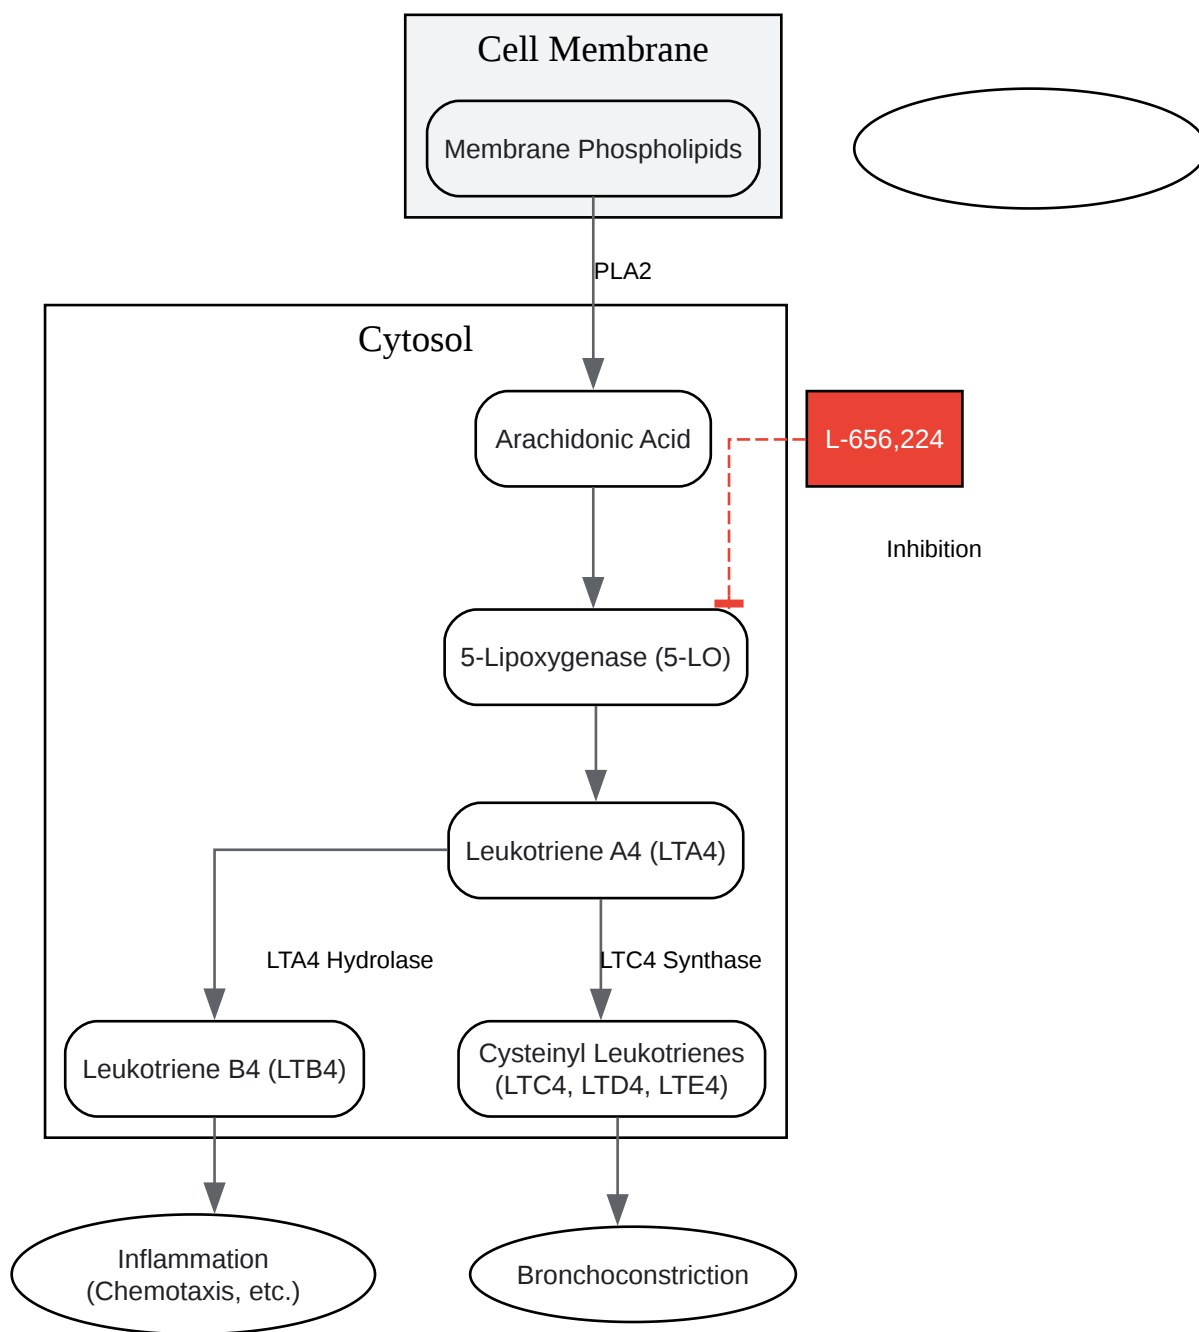 Cell Membrane
Membrane Phospholipids
PLA2
Cytosol
Arachidonic Acid
L-656,224
Inhibition
5-Lipoxygenase (5-LO)
Leukotriene A4 (LTA4)
LTA4 Hydrolase
LTC4 Synthase
Leukotriene B4 (LTB4)
Cysteinyl Leukotrienes
(LTC4, LTD4, LTE4)
Inflammation
(Chemotaxis, etc.)
Bronchoconstriction